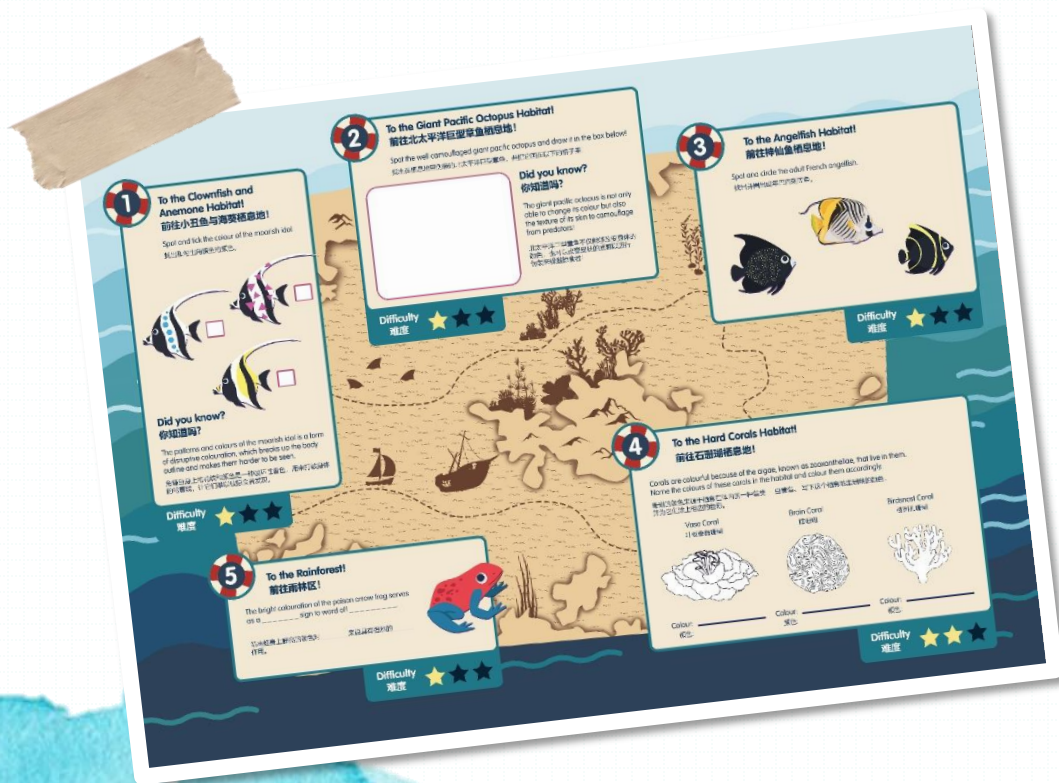 1
To the Clownfish and
Anemone Habitat!
前往小丑鱼与海葵栖息地！
Spot and tick the colour of the moorish idol
Did you know?
你知道吗？
The patterns and colours of the moorish idol is a form
of disruptive colouration, which breaks up the body
outline and makes them harder to be seen.
Difficulty
难度
2
To the Giant Pacific Octopus Habitat!
前往北太平洋巨型章鱼栖息地！
Spot the well camouflaged giant pacific octopus and draw it in the box below!
Did you know?
你知道吗？
The giant pacific octopus is not only
able to change its colour but also
the texture of its skin to camouflage
from predators!
Difficulty
难度
3
To the Angelfish Habitat!
前往神仙鱼栖息地！
Spot and circle the adult French angelfish.
Difficulty
难度
4
To the Hard Corals Habitat!
前往石珊瑚栖息地！
Corals are colourful because of the algae, known as zooxanthellae, that live in them.
Name the colours of these corals in the habitat and colour them accordingly.
Vase Coral
Brain Coral
Birdsnest Coral
Colour:
颜色:
Colour:
颜色:
Colour:
颜色:
Difficulty
难度
5
To the Rainforest!
前往雨林区！
The bright colouration of the poison arrow frog serves
as a __________ sign to ward off __________
Difficulty
难度